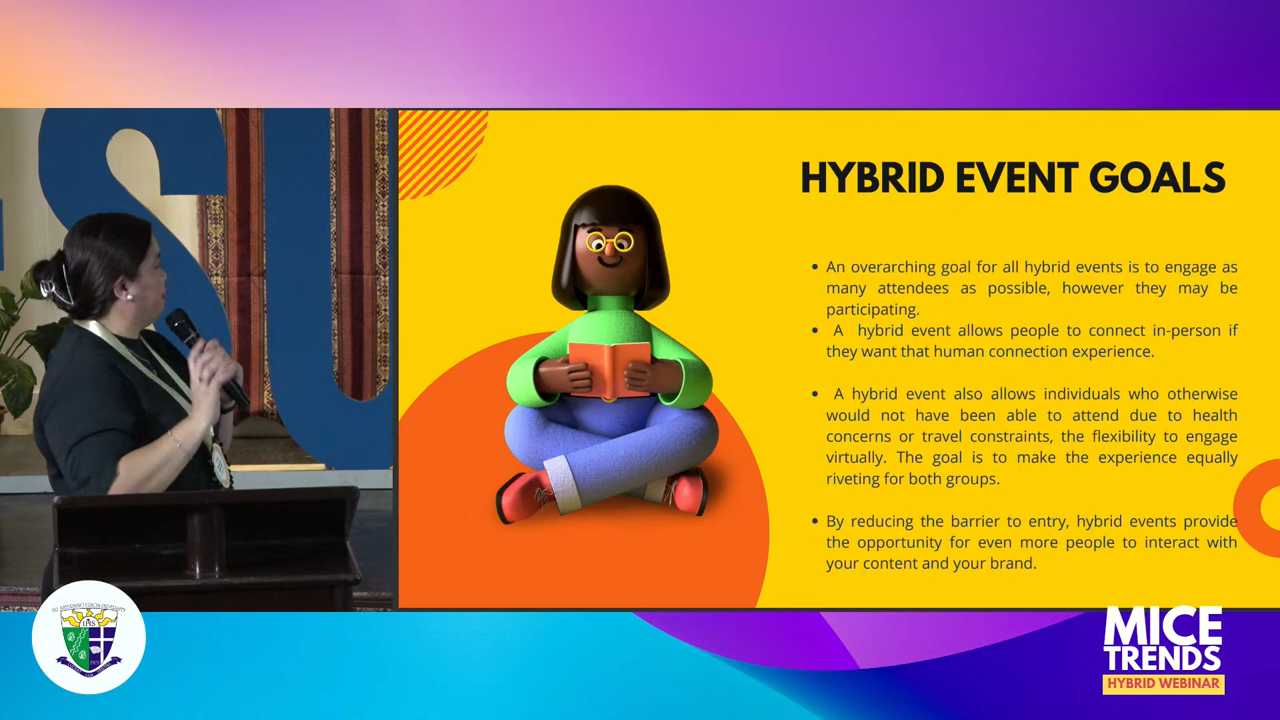 SU
HYBRID EVENT GOALS
• An overarching goal for all hybrid events is to engage as
many attendees as possible, however they may be
participating.
• A hybrid event allows people to connect in-person if
they want that human connection experience.
• A hybrid event also allows individuals who otherwise
would not have been able to attend due to health
concerns or travel constraints, the flexibility to engage
virtually. The goal is to make the experience equally
riveting for both groups.
• By reducing the barrier to entry, hybrid events provide
the opportunity for even more people to interact with
your content and your brand.
IHS
MICE
TRENDS
HYBRID WEBINAR